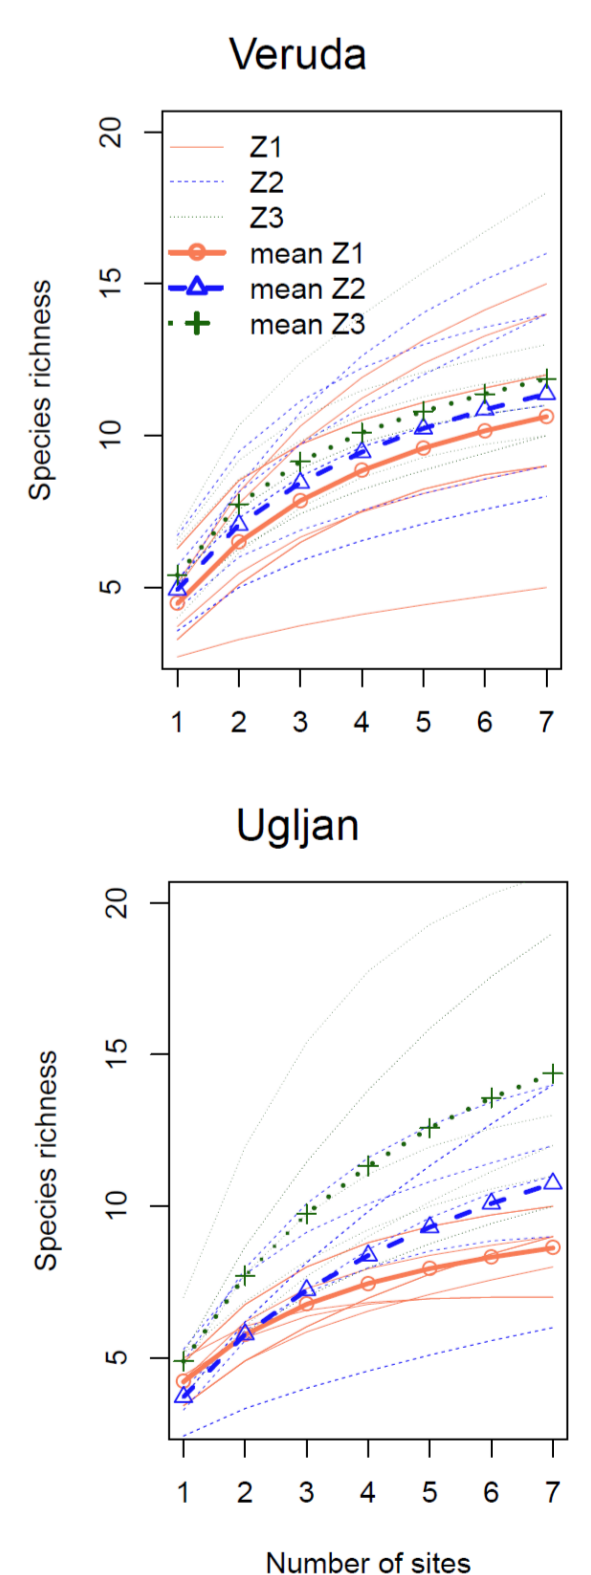 Veruda
Species richness
20
15
10
5
Z1
Z2
Z3
mean Z1
mean Z2
mean Z3
1 2 3 4 5 6 7
Ugljan
Species richness
20
15
10
5
1 2 3 4 5 6 7
Number of sites